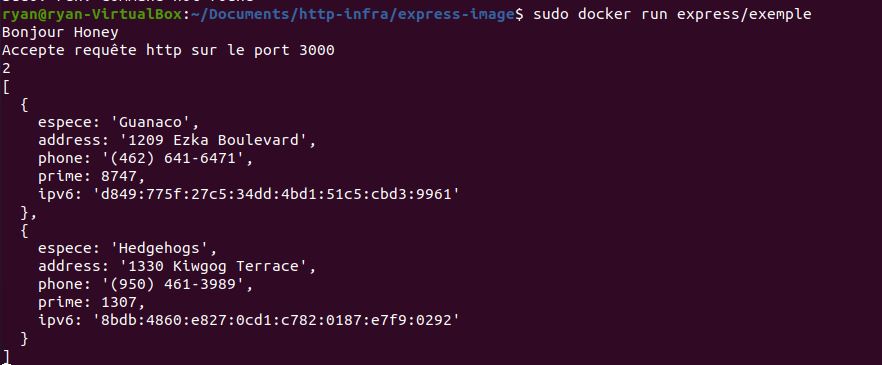 ryan@ryan-VirtualBox:~/Documents/http-infra/express-image$ sudo docker run express/exemple
Bonjour Honey
Accepte requête http sur le port 3000
2
[
  {
    espece: 'Guanaco',
    address: '1209 Ezka Boulevard',
    phone: '(462) 641-6471',
    prime: 8747,
    ipv6: 'd849:775f:27c5:34dd:4bd1:51c5:cbd3:9961'
  },
  {
    espece: 'Hedgehogs',
    address: '1330 Kiwgog Terrace',
    phone: '(950) 461-3989',
    prime: 1307,
    ipv6: '8bdb:4860:e827:0cd1:c782:0187:e7f9:0292'
  }
]